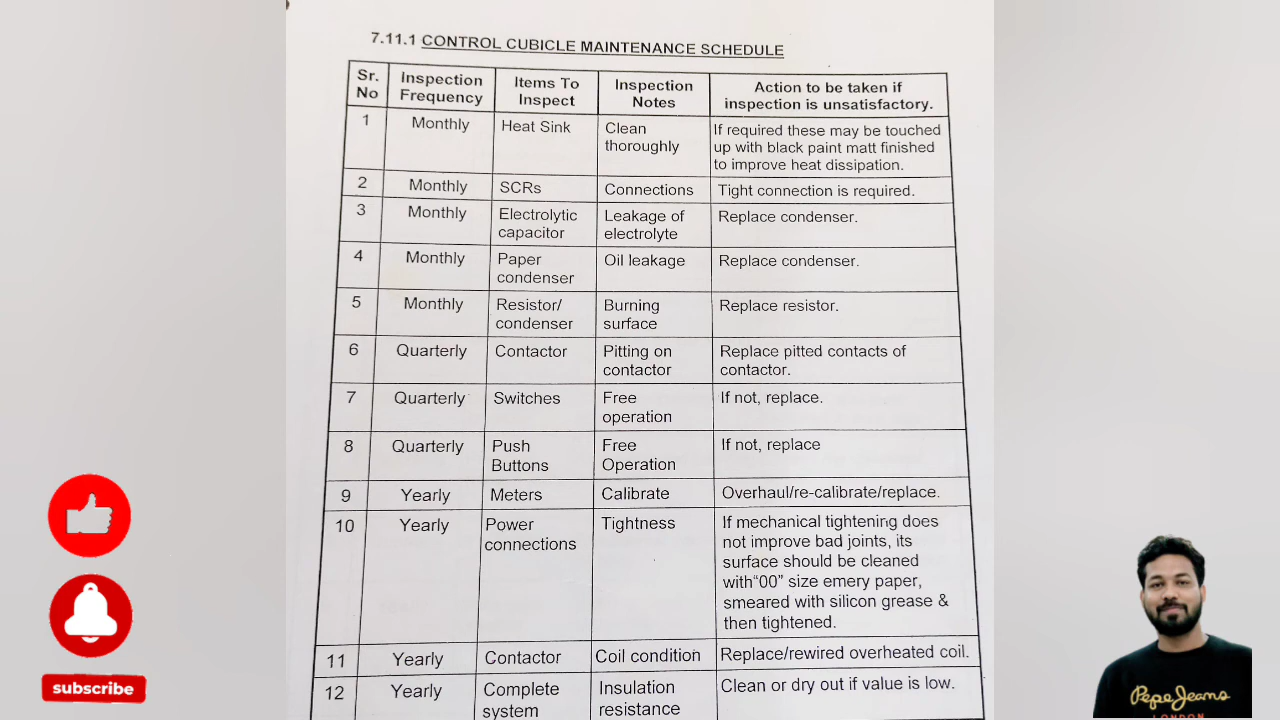 7.11.1 CONTROL CUBICLE MAINTENANCE SCHEDULE
Sr. No | Inspection Frequency | Items To Inspect | Inspection Notes | Action to be taken if inspection is unsatisfactory.
1 | Monthly | Heat Sink | Clean thoroughly | If required these may be touched up with black paint matt finished to improve heat dissipation.
2 | Monthly | SCRs | Connections | Tight connection is required.
3 | Monthly | Electrolytic capacitor | Leakage of electrolyte | Replace condenser.
4 | Monthly | Paper condenser | Oil leakage | Replace condenser.
5 | Monthly | Resistor/ condenser | Burning surface | Replace resistor.
6 | Quarterly | Contactor | Pitting on contactor | Replace pitted contacts of contactor.
7 | Quarterly | Switches | Free operation | If not, replace.
8 | Quarterly | Push Buttons | Free Operation | If not, replace
9 | Yearly | Meters | Calibrate | Overhaul/re-calibrate/replace.
10 | Yearly | Power connections | Tightness | If mechanical tightening does not improve bad joints, its surface should be cleaned with“00” size emery paper, smeared with silicon grease & then tightened.
11 | Yearly | Contactor | Coil condition | Replace/rewired overheated coil.
12 | Yearly | Complete system | Insulation resistance | Clean or dry out if value is low.
subscribe
Pepe Jeans
LONDON